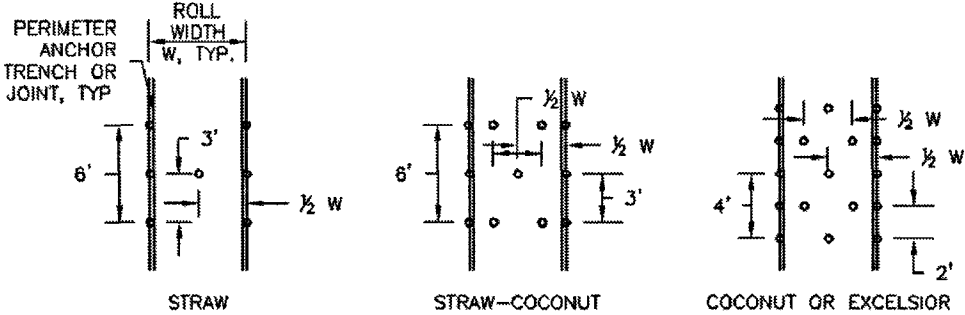 PERIMETER
ANCHOR
TRENCH OR
JOINT, TYP
ROLL
WIDTH
W, TYP.
6'
3'
½ W
STRAW
½ W
½ W
6'
3'
STRAW-COCONUT
½ W
½ W
4'
2'
COCONUT OR EXCELSIOR